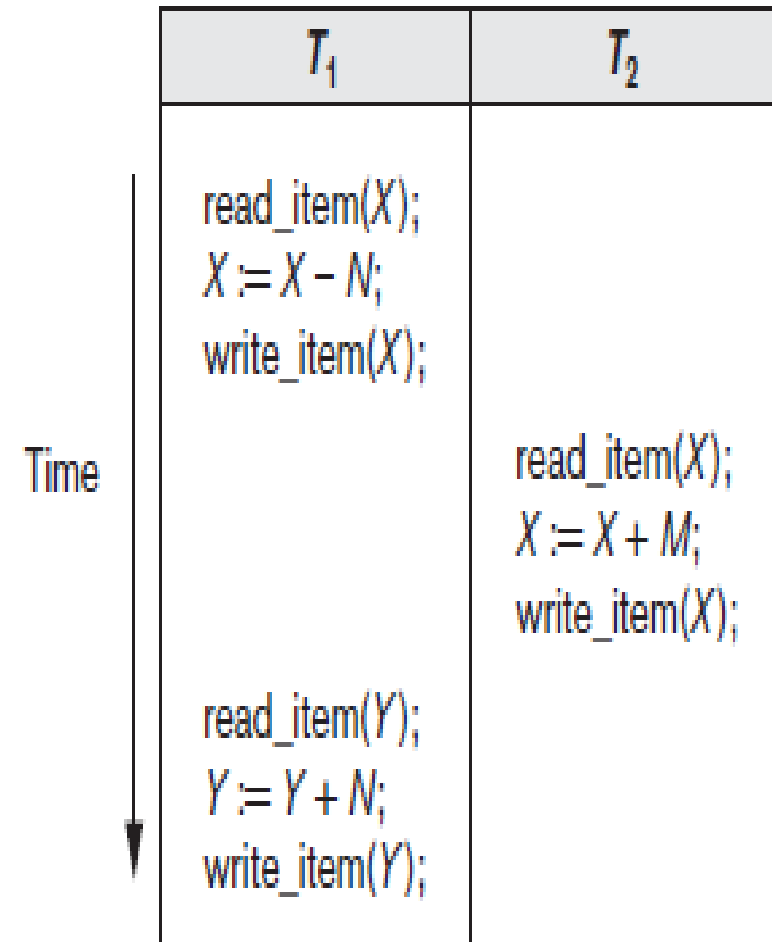 T₁ T₂
read_item(X);
X := X − N;
write_item(X);
Time
read_item(X);
X := X + M;
write_item(X);
read_item(Y);
Y := Y + N;
write_item(Y);